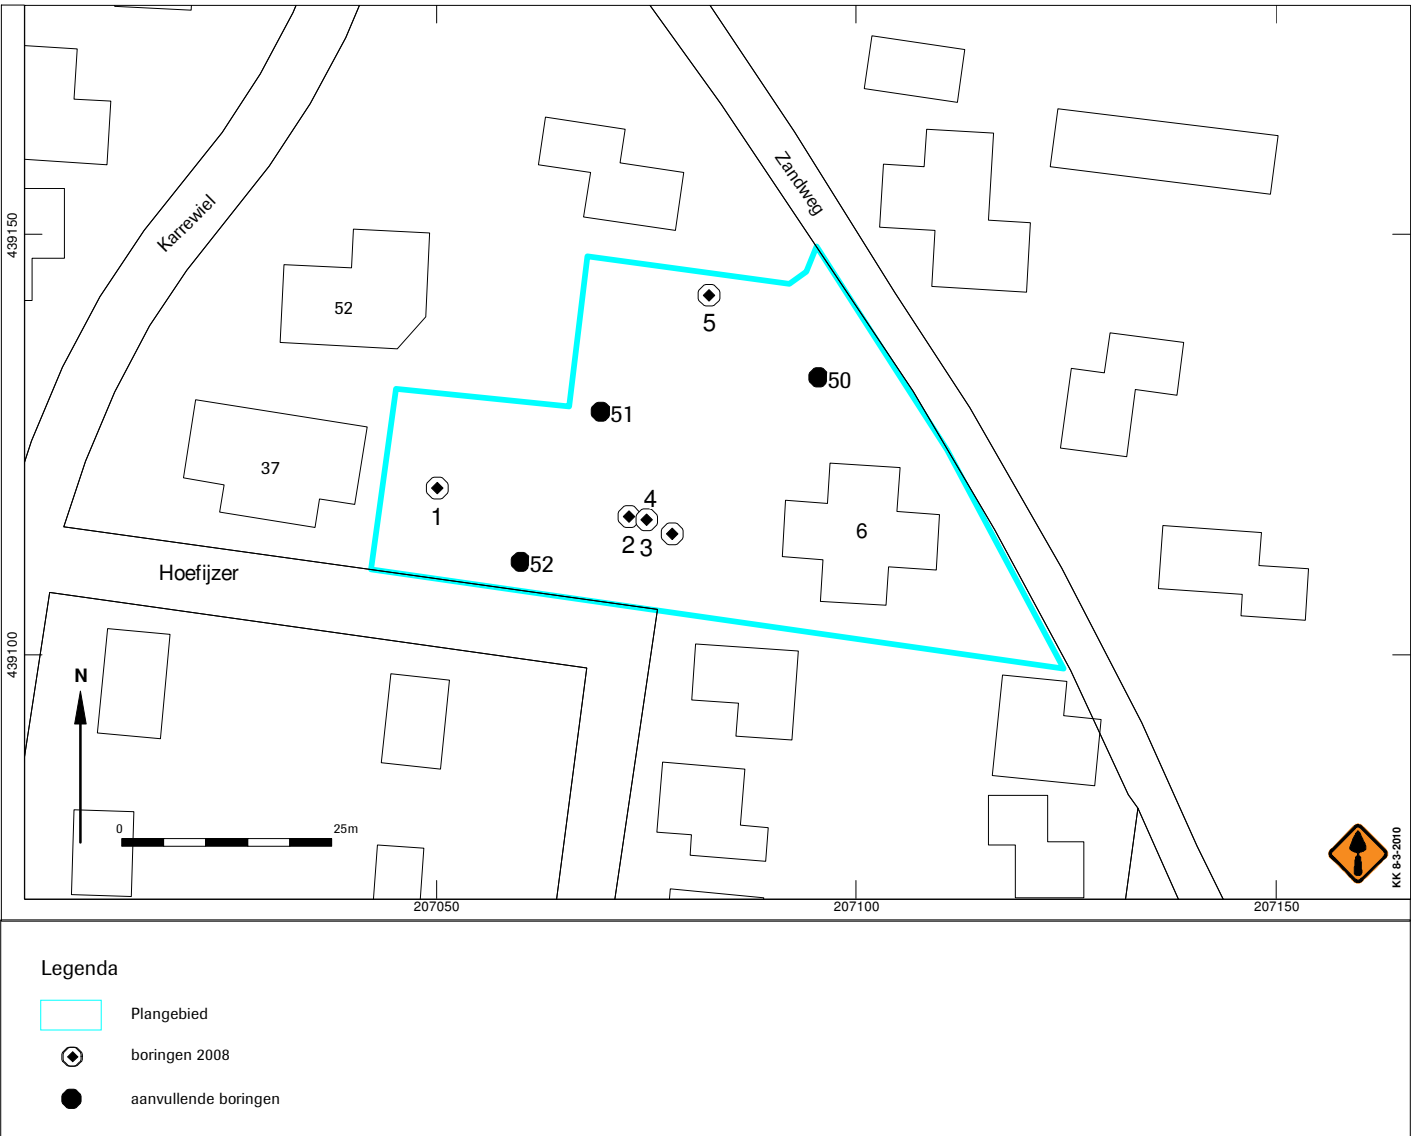 Karrewiel
Zandweg
439150
52
5
50
51
37
1
4
2
3
6
52
Hoefijzer
439100
N
0
25m
KK 8-3-2010
207050
207100
207150
Legenda
Plangebied
boringen 2008
aanvullende boringen